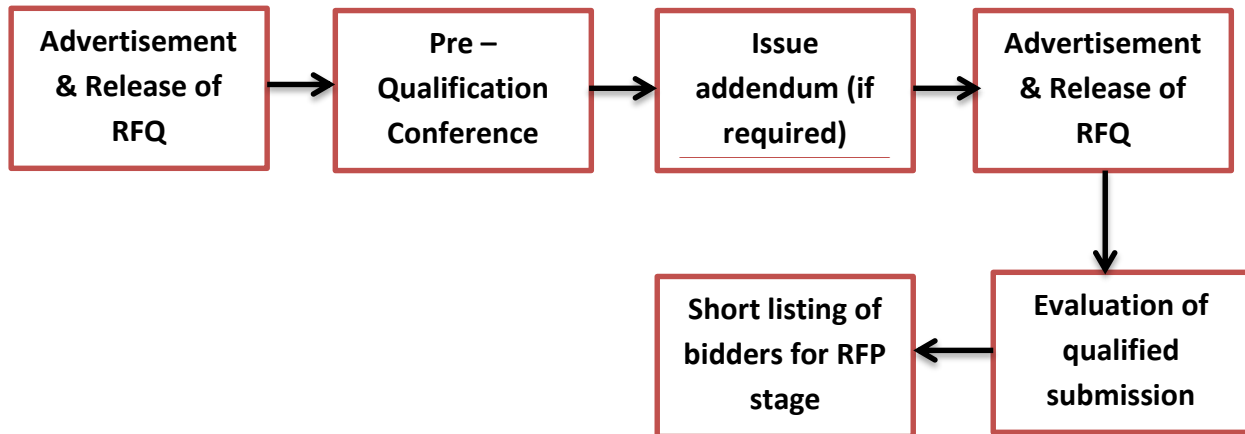 Advertisement
& Release of
RFQ
Pre –
Qualification
Conference
Issue
addendum (if
required)
Advertisement
& Release of
RFQ
Evaluation of
qualified
submission
Short listing of
bidders for RFP
stage